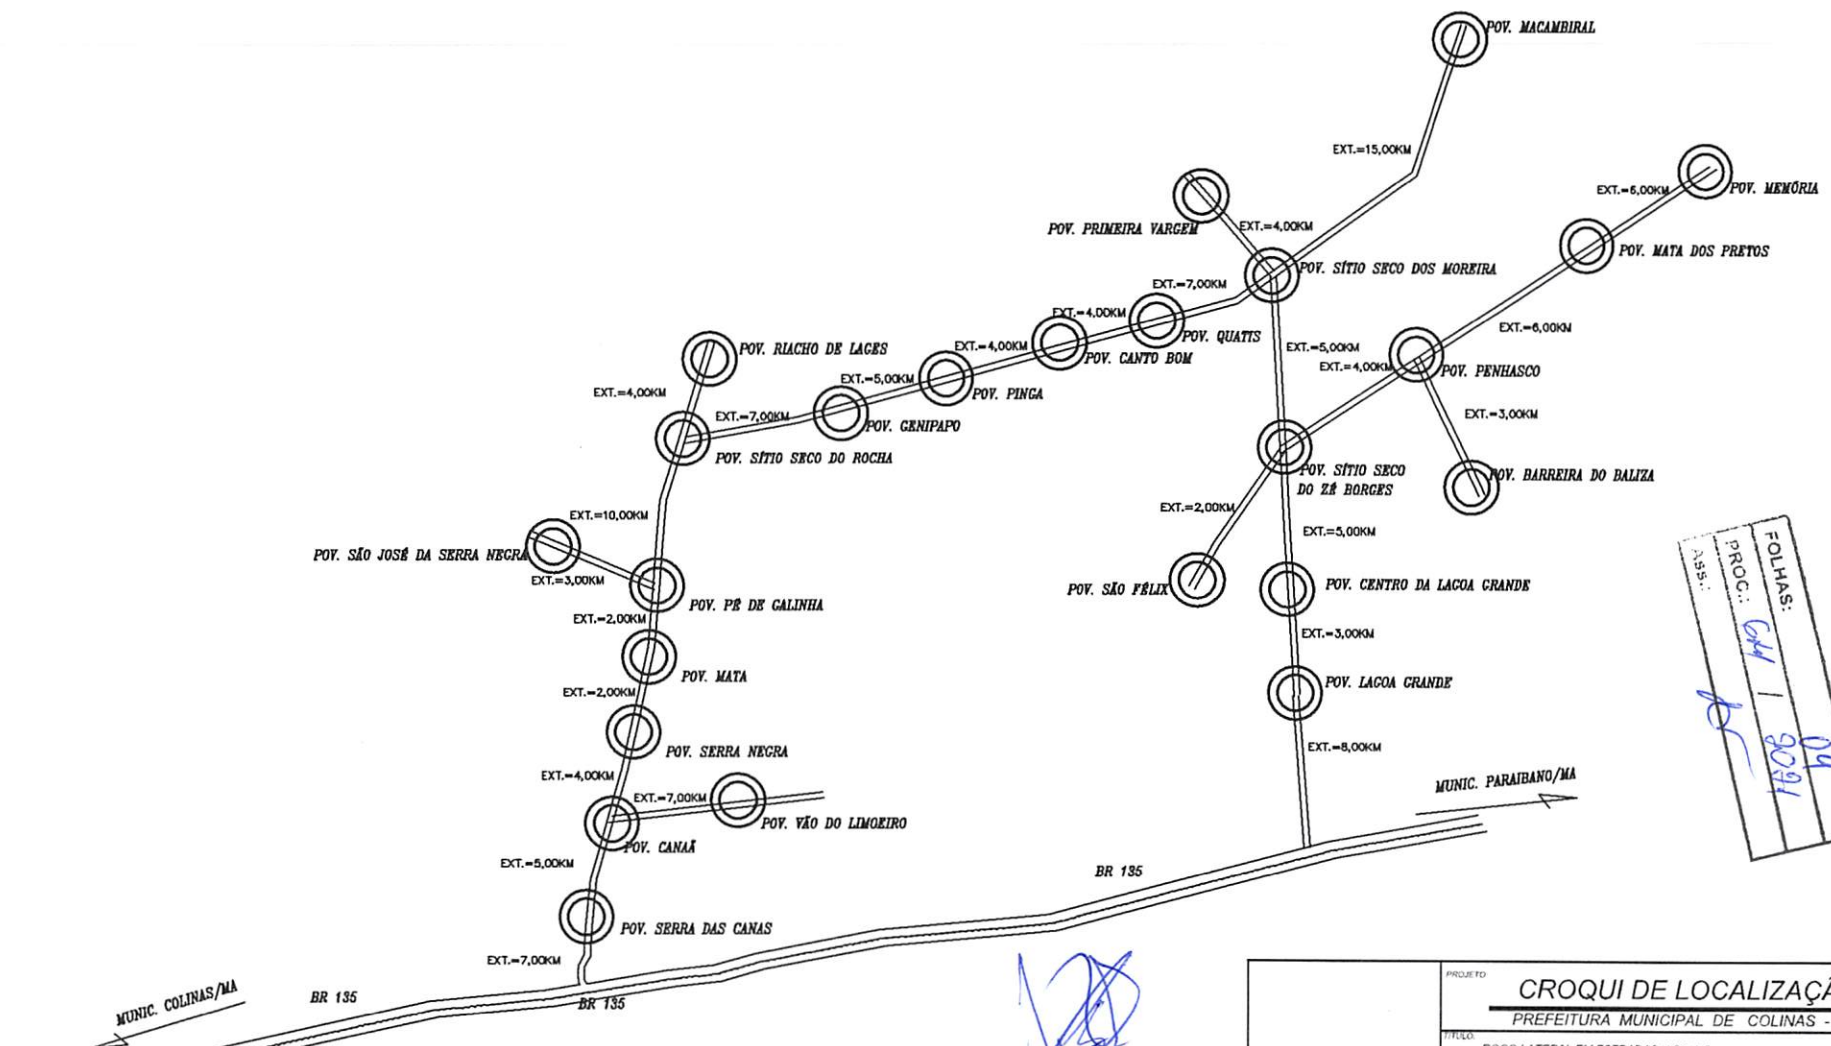 POV. MACAMBIRAL
EXT.=15,00KM
EXT.=6,00KM
POV. MEMÓRIA
POV. PRIMEIRA VARGEM
EXT.=4,00KM
POV. MATA DOS PRETOS
POV. SÍTIO SECO DOS MOREIRA
EXT.=7,00KM
EXT.=4,00KM
EXT.=6,00KM
POV. QUATIS
POV. RIACHO DE LAGES
EXT.=4,00KM
POV. CANTO BOM
EXT.=5,00KM
EXT.=4,00KM
POV. PENHASCO
EXT.=4,00KM
EXT.=5,00KM
POV. PINGA
EXT.=7,00KM
POV. GENIPAPO
EXT.=3,00KM
POV. SÍTIO SECO DO ROCHA
POV. SÍTIO SECO
DO ZÉ BORGES
POV. BARREIRA DO BALIZA
EXT.=10,00KM
EXT.=2,00KM
EXT.=5,00KM
POV. SÃO JOSÉ DA SERRA NEGRA
EXT.=3,00KM
POV. SÃO FÉLIX
POV. CENTRO DA LAGOA GRANDE
POV. PÉ DE GALINHA
EXT.=2,00KM
EXT.=3,00KM
FOLHAS:
09
PROC.:
ASS.:
POV. MATA
POV. LAGOA GRANDE
EXT.=2,00KM
POV. SERRA NEGRA
EXT.=8,00KM
EXT.=4,00KM
EXT.=7,00KM
MUNIC. PARAIBANO/MA
POV. VÃO DO LIMOEIRO
POV. CANAÃ
EXT.=5,00KM
BR 135
POV. SERRA DAS CANAS
EXT.=7,00KM
MUNIC. COLINAS/MA
BR 135
BR 135
PROJETO
CROQUI DE LOCALIZAÇÃ
PREFEITURA MUNICIPAL DE COLINAS -
TÍTULO: